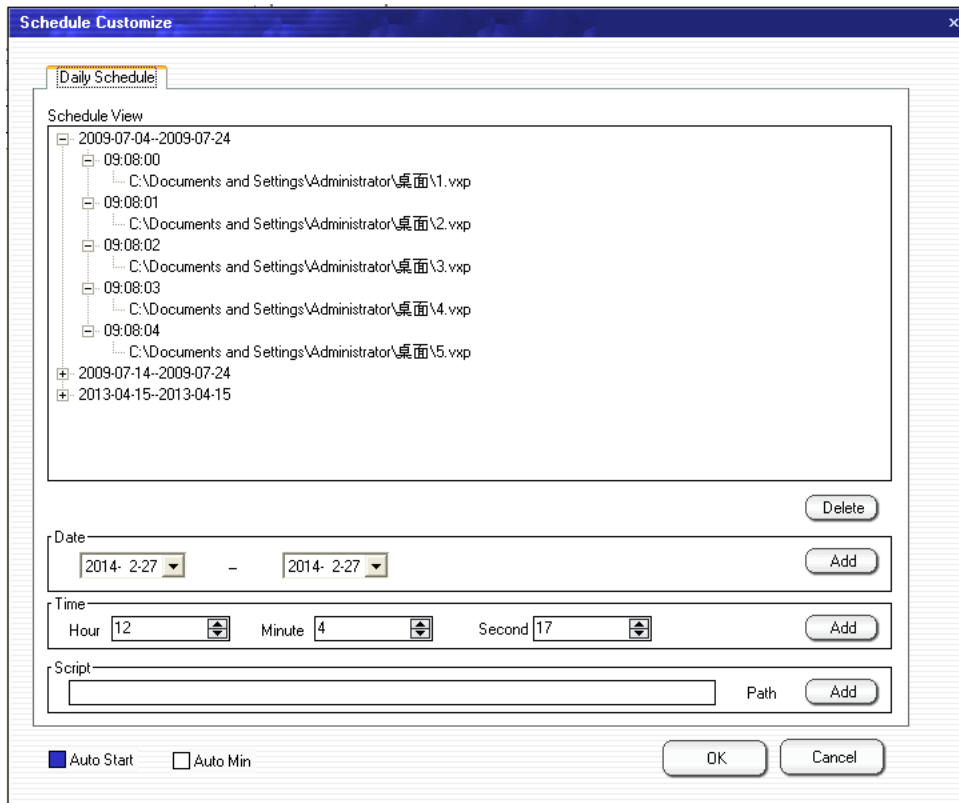 Schedule Customize ×
Daily Schedule
Schedule View
2009-07-04--2009-07-24
09:08:00
C:\Documents and Settings\Administrator\桌面\1.vxp
09:08:01
C:\Documents and Settings\Administrator\桌面\2.vxp
09:08:02
C:\Documents and Settings\Administrator\桌面\3.vxp
09:08:03
C:\Documents and Settings\Administrator\桌面\4.vxp
09:08:04
C:\Documents and Settings\Administrator\桌面\5.vxp
2009-07-14--2009-07-24
2013-04-15--2013-04-15
Delete
Date
2014- 2-27 – 2014- 2-27 Add
Time
Hour 12 Minute 4 Second 17 Add
Script
Path Add
Auto Start Auto Min OK Cancel